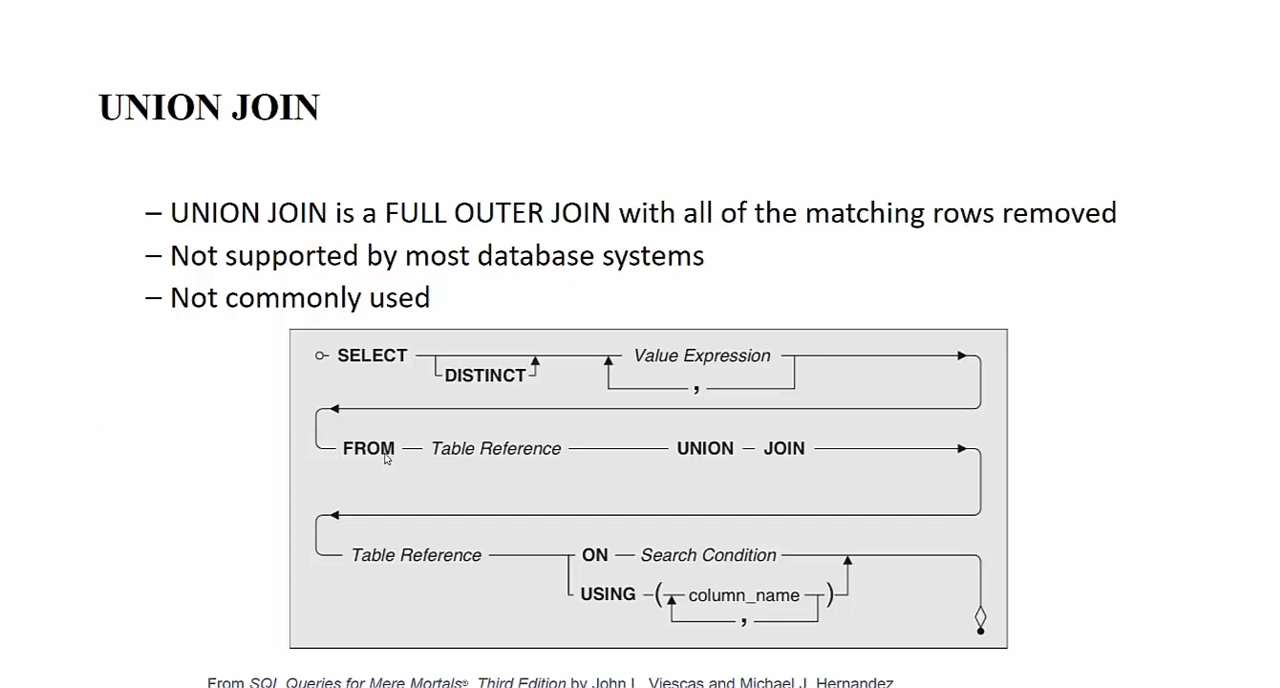 UNION JOIN
– UNION JOIN is a FULL OUTER JOIN with all of the matching rows removed
– Not supported by most database systems
– Not commonly used
SELECT Value Expression
DISTINCT ,
FROM Table Reference UNION JOIN
Table Reference ON Search Condition
USING ( column_name )
,
From SQL Queries for Mere Mortals®, Third Edition by John L. Viescas and Michael J. Hernandez